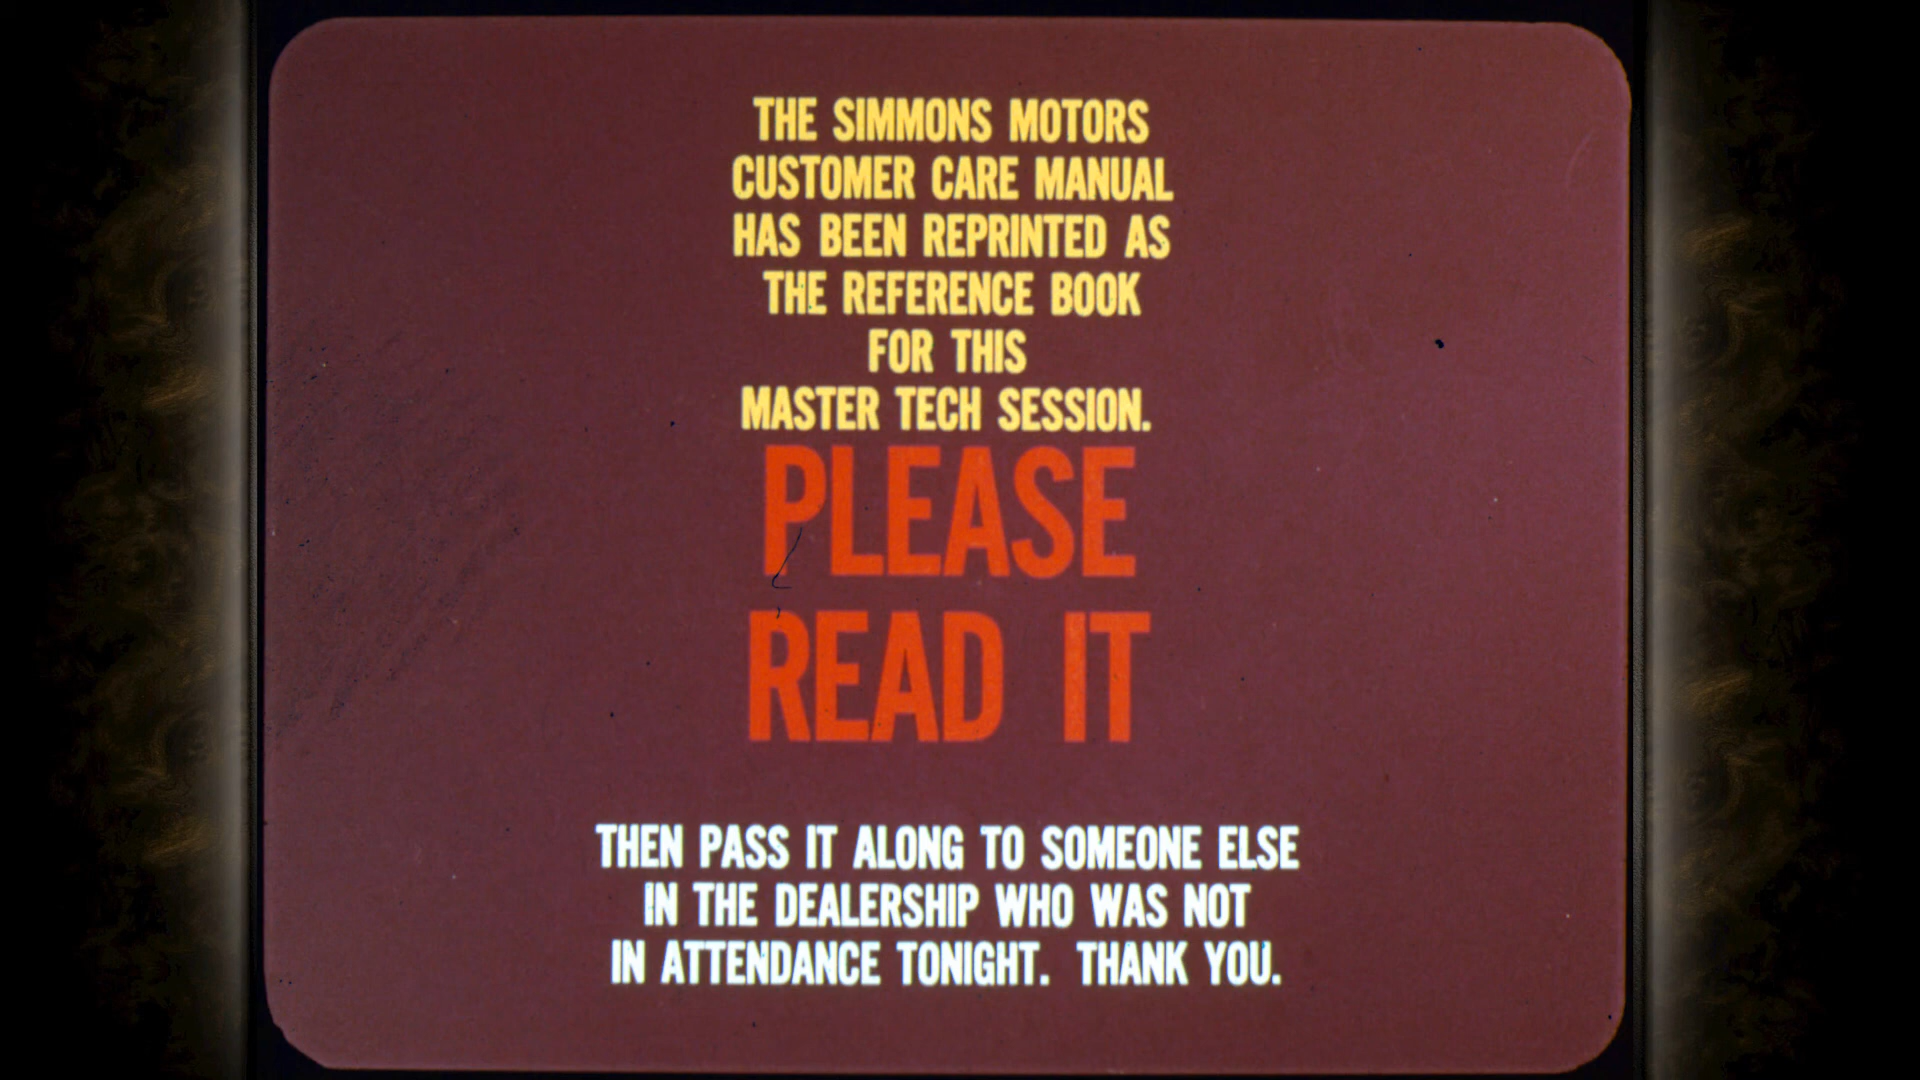 THE SIMMONS MOTORS
CUSTOMER CARE MANUAL
HAS BEEN REPRINTED AS
THE REFERENCE BOOK
FOR THIS
MASTER TECH SESSION.
PLEASE
READ IT
THEN PASS IT ALONG TO SOMEONE ELSE
IN THE DEALERSHIP WHO WAS NOT
IN ATTENDANCE TONIGHT. THANK YOU.